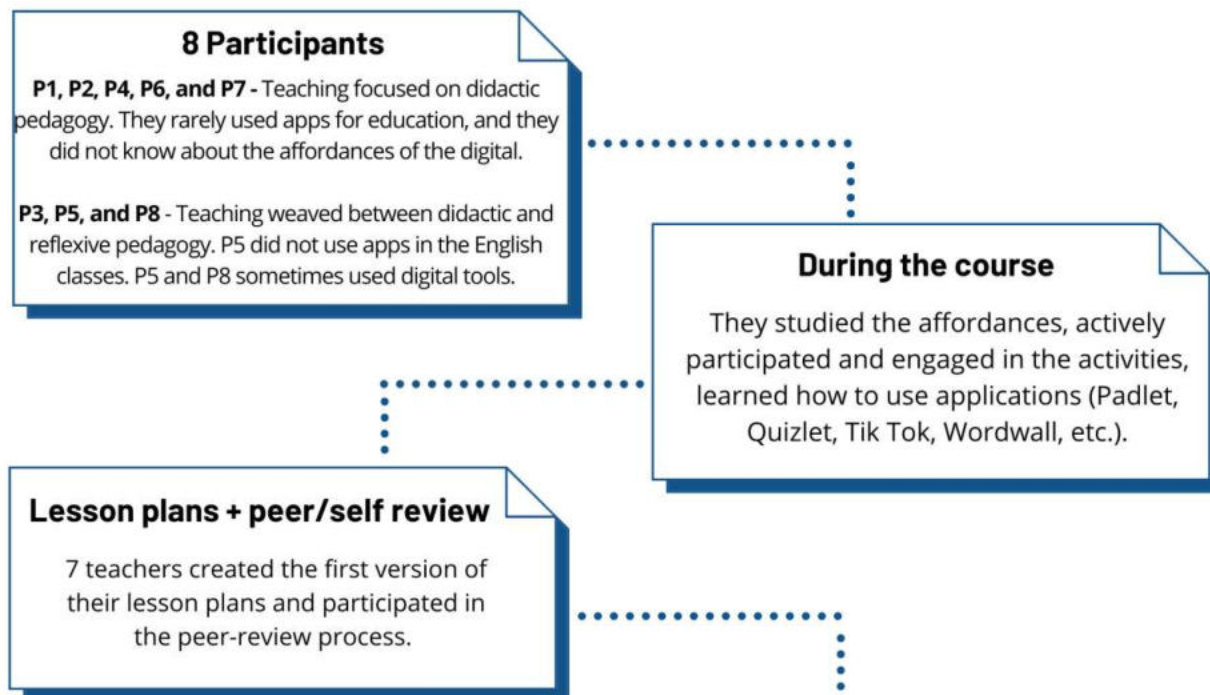 8 Participants
P1, P2, P4, P6, and P7 - Teaching focused on didactic
pedagogy. They rarely used apps for education, and they
did not know about the affordances of the digital.
P3, P5, and P8 - Teaching weaved between didactic and
reflexive pedagogy. P5 did not use apps in the English
classes. P5 and P8 sometimes used digital tools.
During the course
They studied the affordances, actively
participated and engaged in the activities,
learned how to use applications (Padlet,
Quizlet, Tik Tok, Wordwall, etc.).
Lesson plans + peer/self review
7 teachers created the first version of
their lesson plans and participated in
the peer-review process.